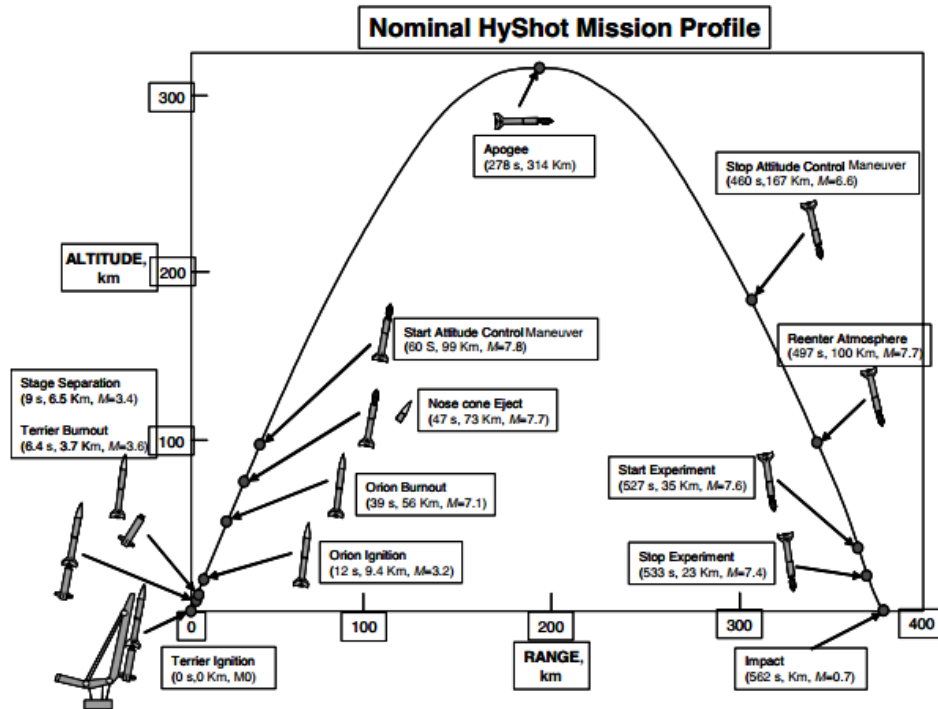 Nominal HyShot Mission Profile
300
Apogee
(278 s, 314 Km)
Stop Attitude Control Maneuver
(460 s,167 Km, M=6.6)
ALTITUDE,
km
200
Start Attitude Control Maneuver
(60 S, 99 Km, M=7.8)
Reenter Atmosphere
(497 s, 100 Km, M=7.7)
Stage Separation
(9 s, 6.5 Km, M=3.4)
Terrier Burnout
(6.4 s, 3.7 Km, M=3.6)
Nose cone Eject
(47 s, 73 Km, M=7.7)
100
Orion Burnout
(39 s, 56 Km, M=7.1)
Start Experiment
(527 s, 35 Km, M=7.6)
Orion Ignition
(12 s, 9.4 Km, M=3.2)
Stop Experiment
(533 s, 23 Km, M=7.4)
0
0
100
200
300
400
Terrier Ignition
(0 s,0 Km, M0)
RANGE,
km
Impact
(562 s, Km, M=0.7)